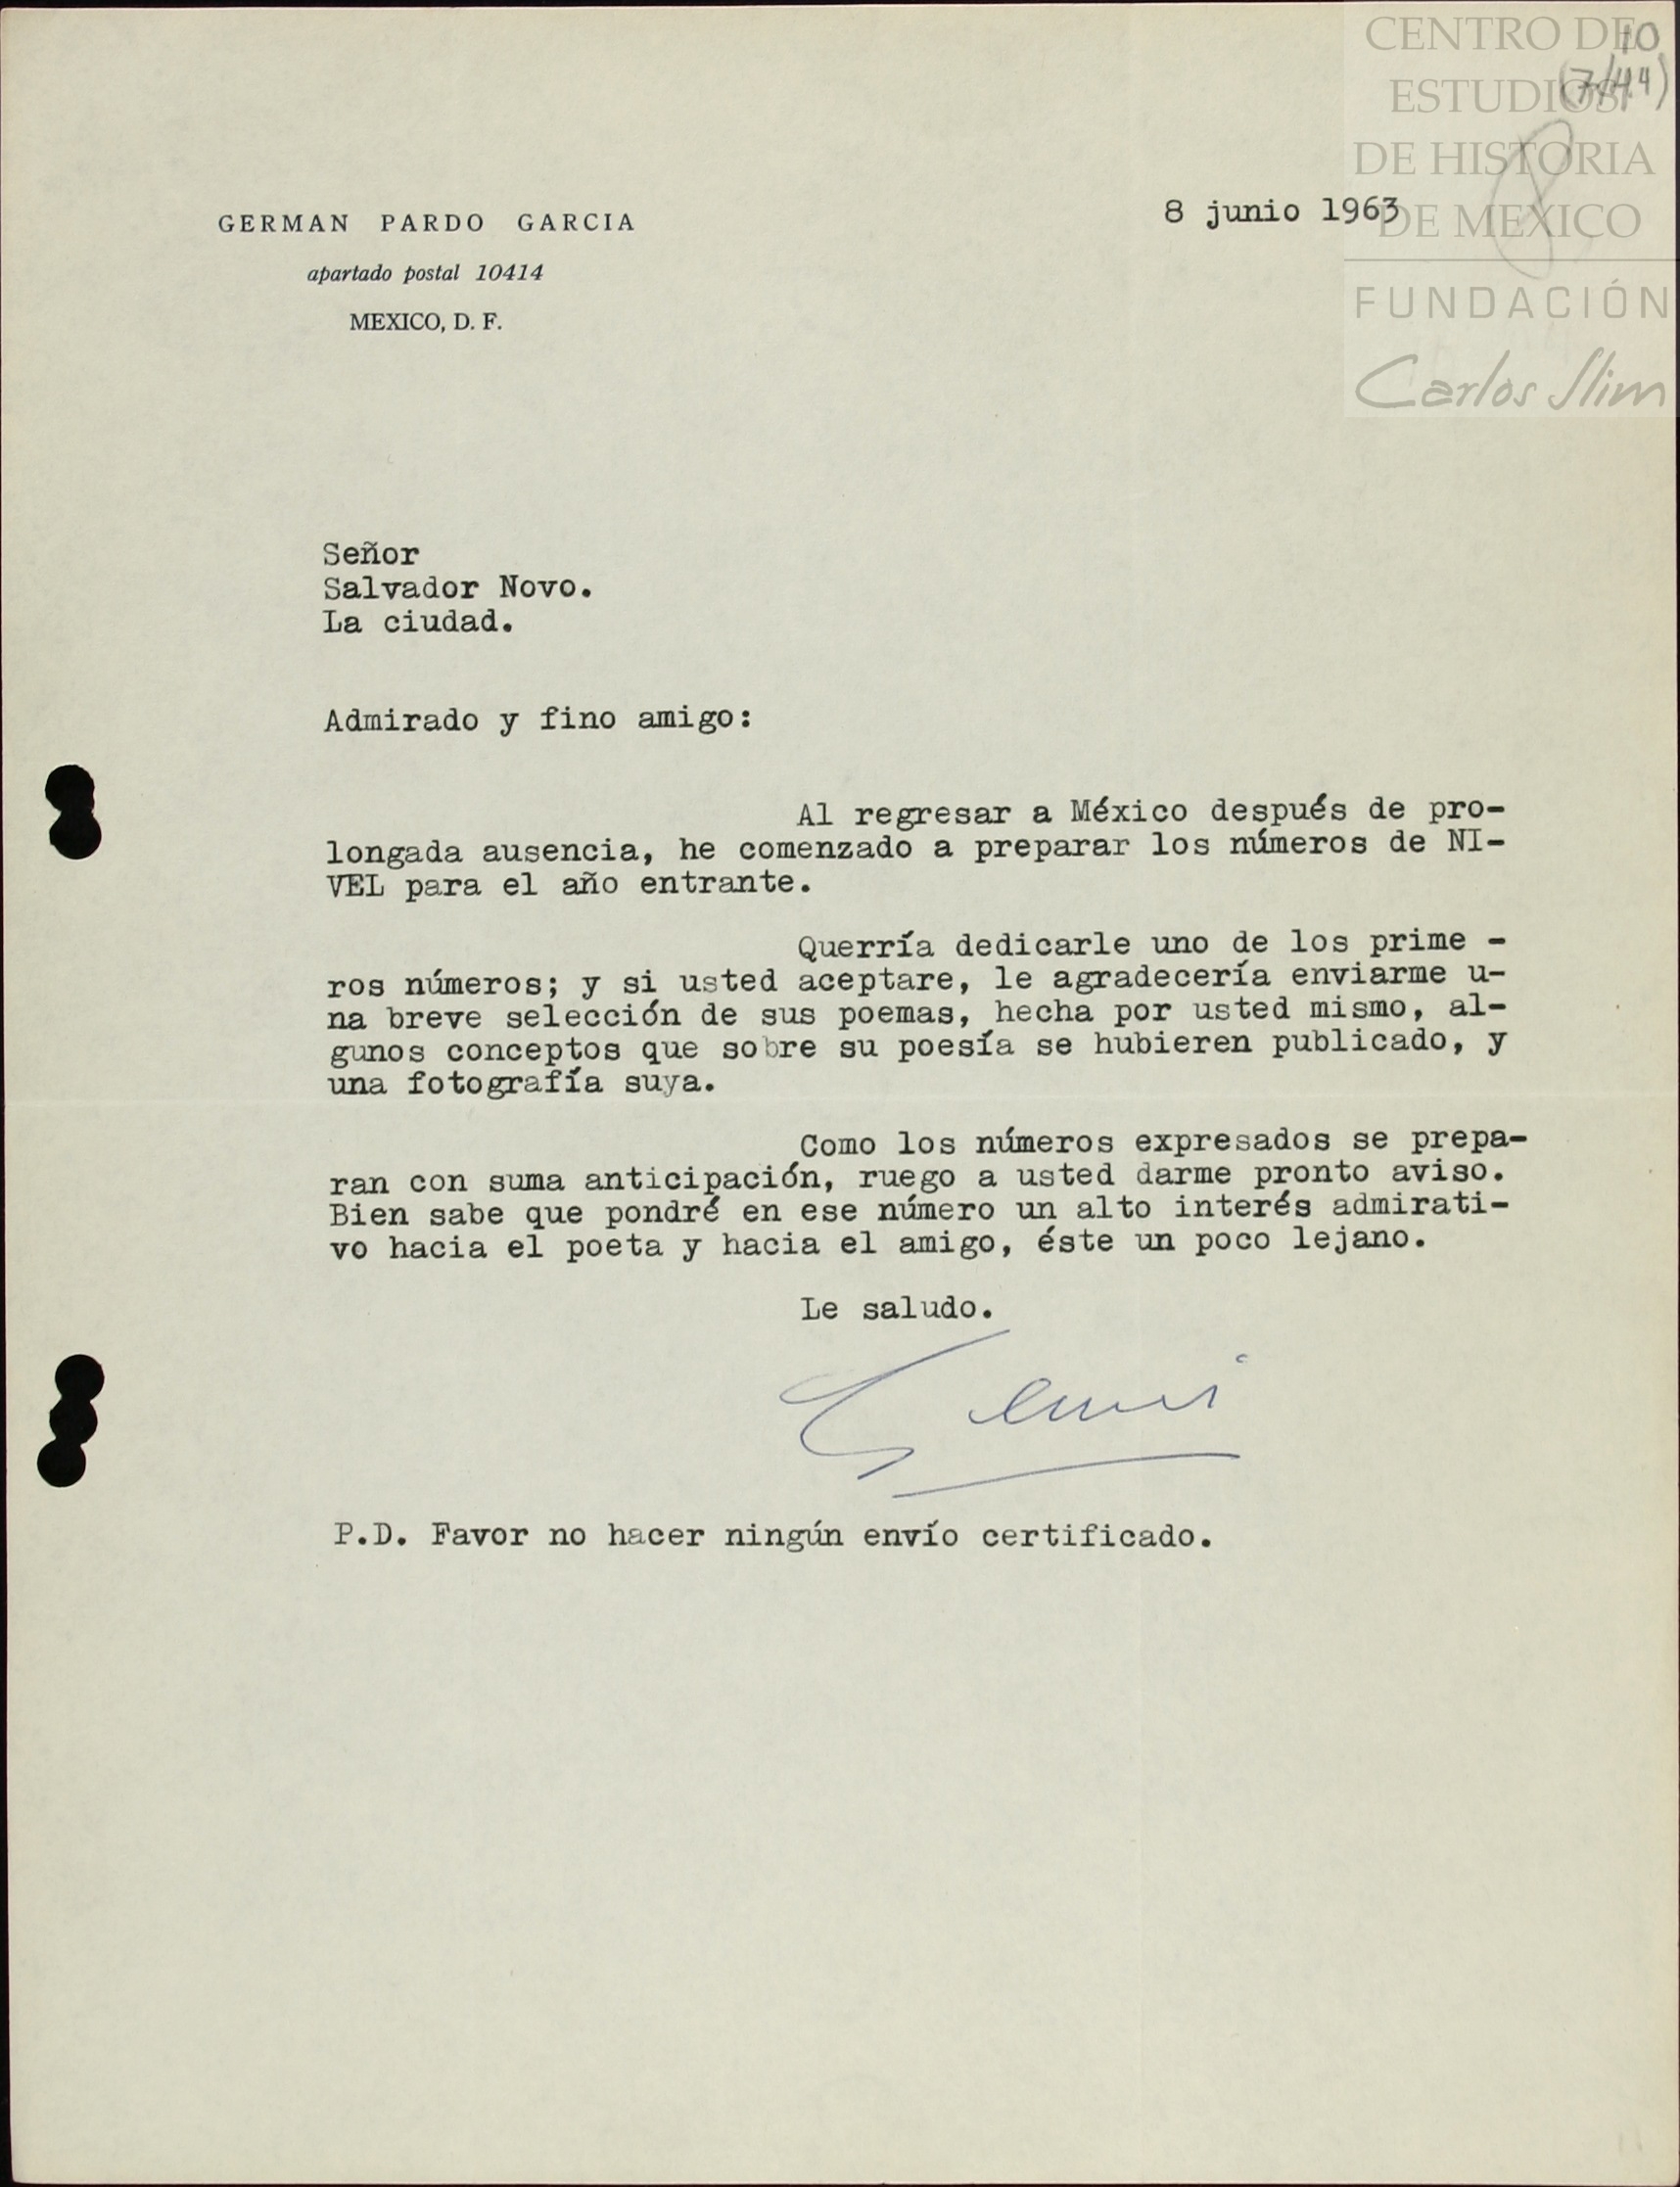 CENTRO DE
ESTUDIOS
DE HISTORIA
DE MEXICO
FUNDACIÓN
Carlos Slim
10
(7/44)
8
GERMAN PARDO GARCIA
apartado postal 10414
MEXICO, D. F.
8 junio 1963
Señor
Salvador Novo.
La ciudad.
Admirado y fino amigo:
Al regresar a México después de pro-
longada ausencia, he comenzado a preparar los números de NI-
VEL para el año entrante.
Querría dedicarle uno de los prime -
ros números; y si usted aceptare, le agradecería enviarme u-
na breve selección de sus poemas, hecha por usted mismo, al-
gunos conceptos que sobre su poesía se hubieren publicado, y
una fotografía suya.
Como los números expresados se prepa-
ran con suma anticipación, ruego a usted darme pronto aviso.
Bien sabe que pondré en ese número un alto interés admirati-
vo hacia el poeta y hacia el amigo, éste un poco lejano.
Le saludo.
P.D. Favor no hacer ningún envío certificado.